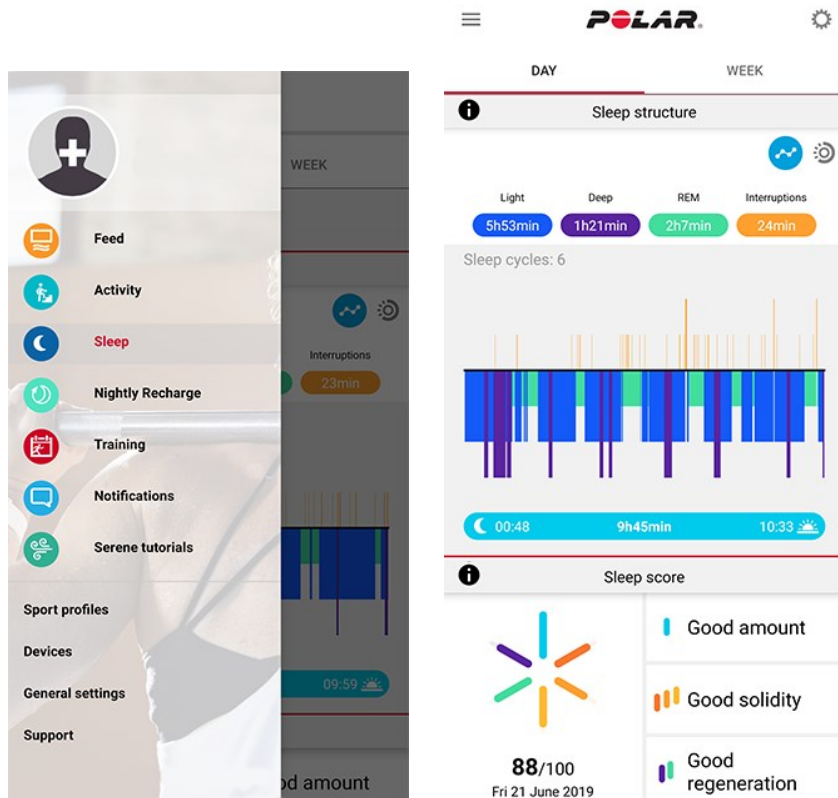 WEEK
Feed
Activity
Sleep
Interruptions
23min
Nightly Recharge
Training
Notifications
Serene tutorials
Sport profiles
Devices
General settings
09:59
Support
od amount
POLAR.
DAY
WEEK
Sleep structure
Light
Deep
REM
Interruptions
5h53min
1h21min
2h7min
24min
Sleep cycles: 6
00:48
9h45min
10:33
Sleep score
Good amount
Good solidity
88/100
Fri 21 June 2019
Good
regeneration